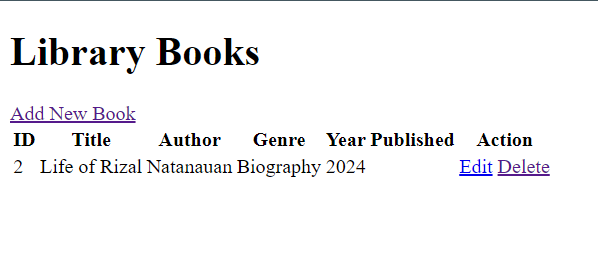 Library Books
Add New Book
ID Title Author Genre Year Published Action
2 Life of Rizal Natanauan Biography 2024 Edit Delete